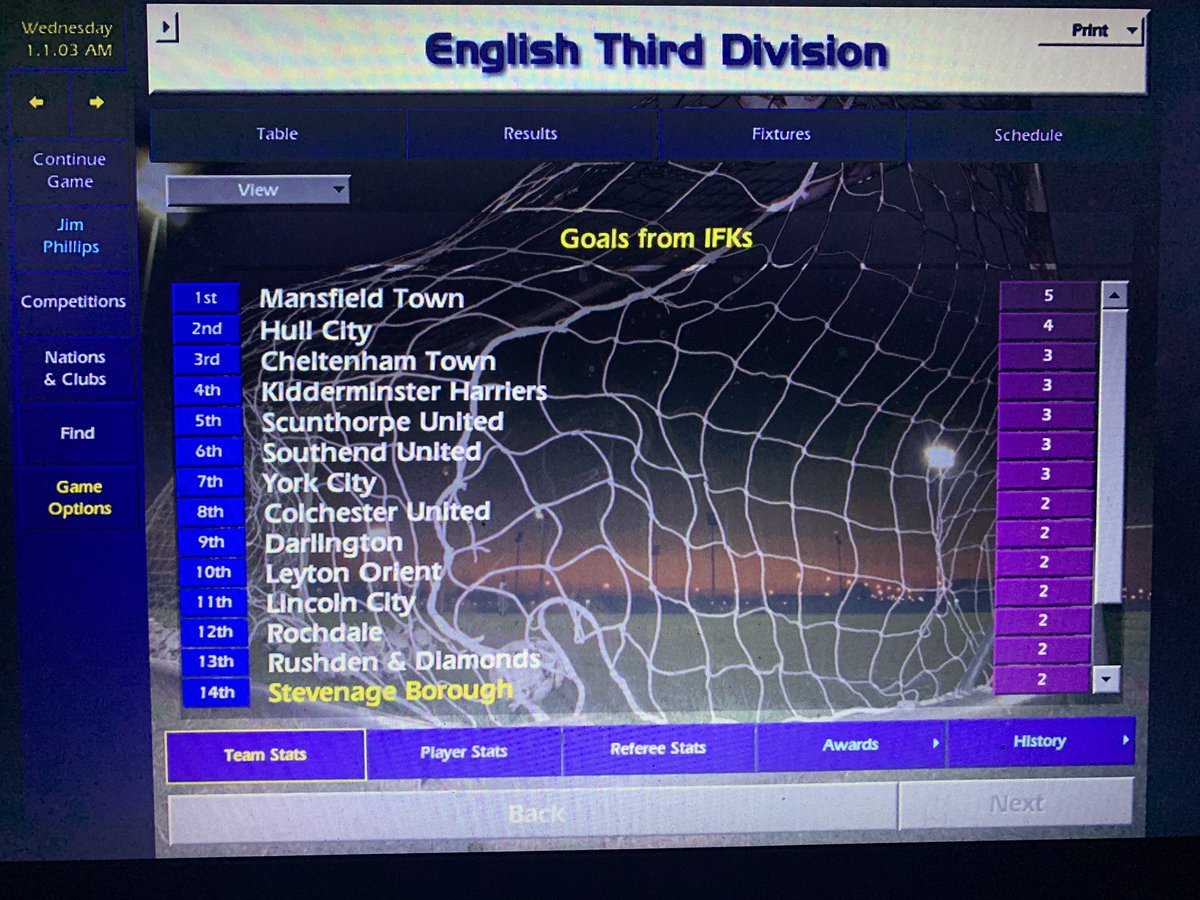 Wednesday
1.1.03 AM
Continue
Game
Jim
Phillips
Competitions
Nations
& Clubs
Find
Game
Options
English Third Division
Print
Table
Results
Fixtures
Schedule
View
Goals from IFKs
1st Mansfield Town 5
2nd Hull City 4
3rd Cheltenham Town 3
4th Kidderminster Harriers 3
5th Scunthorpe United 3
6th Southend United 3
7th York City 3
8th Colchester United 2
9th Darlington 2
10th Leyton Orient 2
11th Lincoln City 2
12th Rochdale 2
13th Rushden & Diamonds 2
14th Stevenage Borough 2
Team Stats
Player Stats
Referee Stats
Awards
History
Back
Next